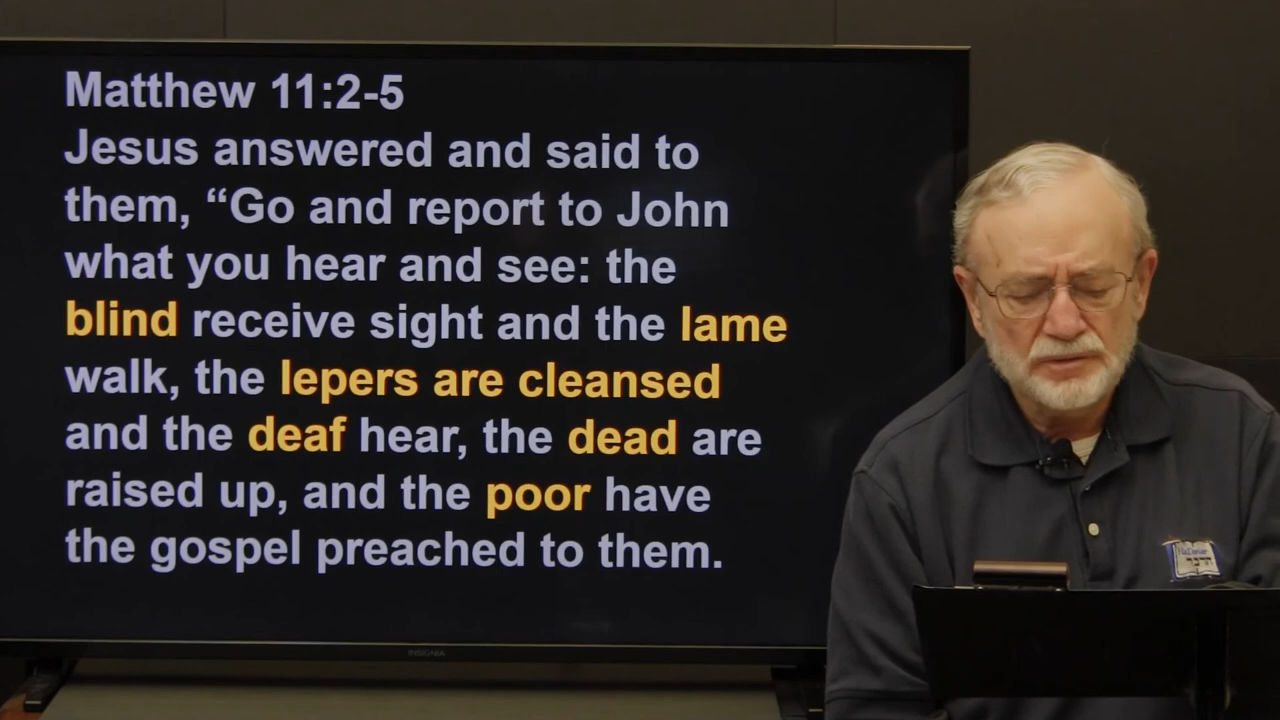 Matthew 11:2-5
Jesus answered and said to
them, “Go and report to John
what you hear and see: the
blind receive sight and the lame
walk, the lepers are cleansed
and the deaf hear, the dead are
raised up, and the poor have
the gospel preached to them.
INSIGNIA
הדבר